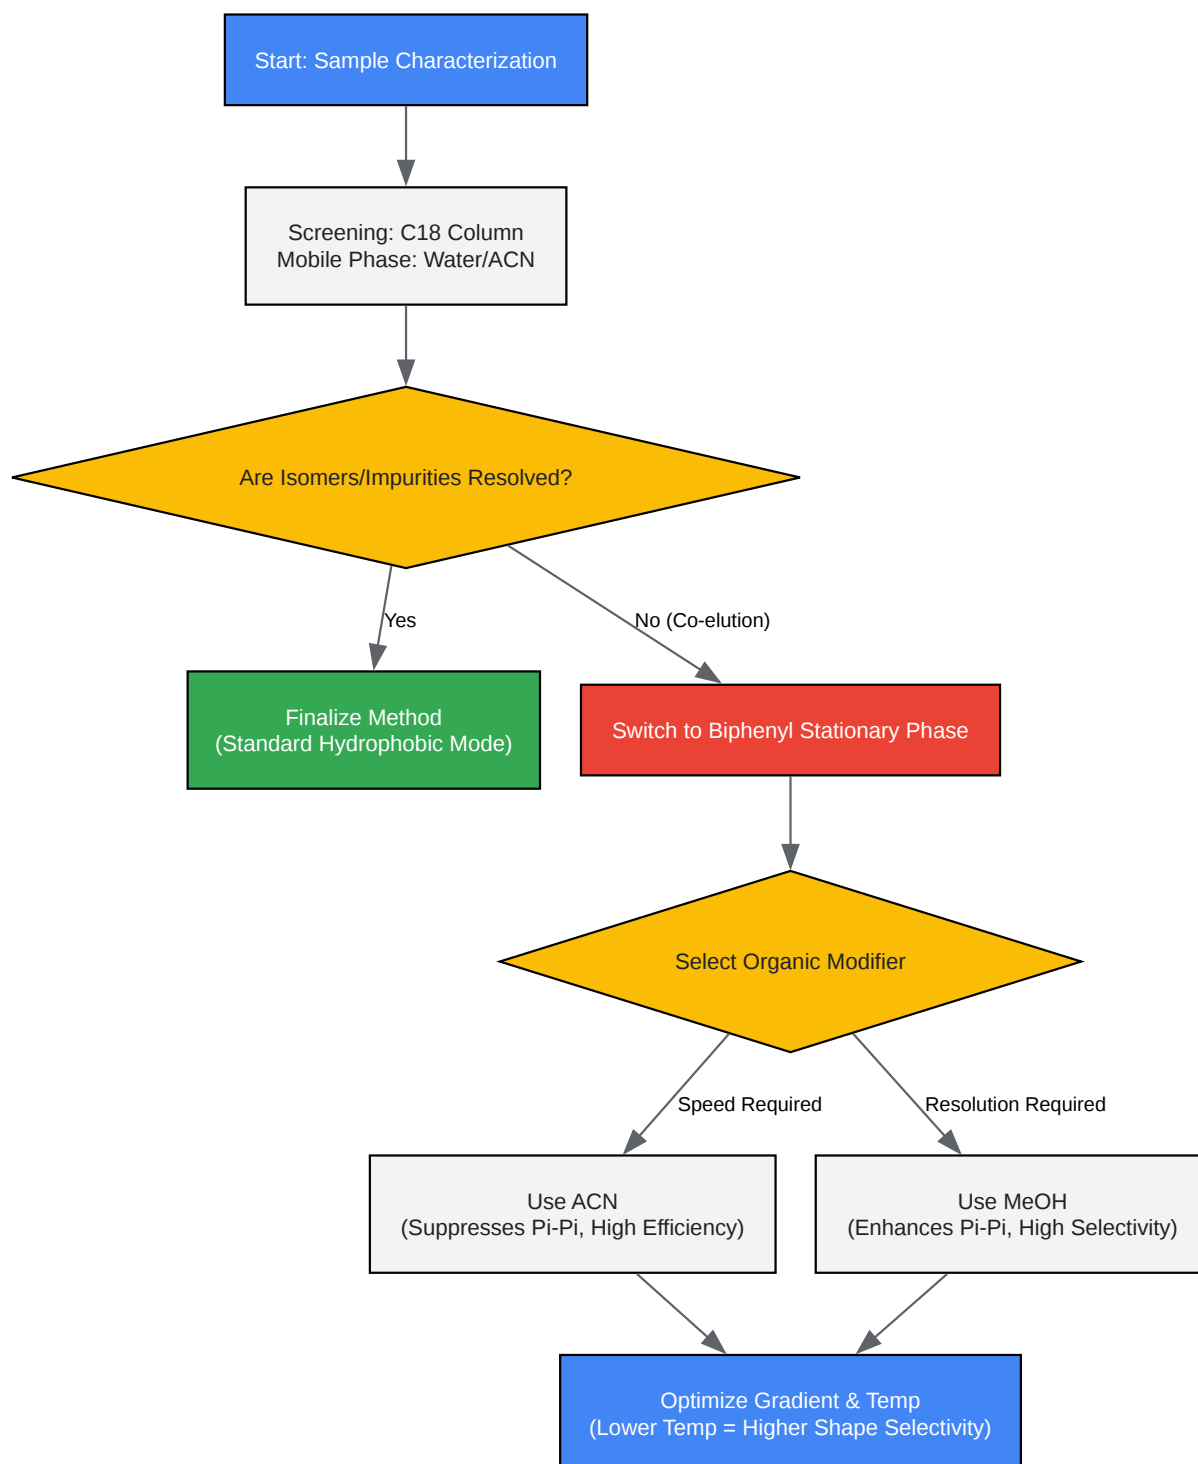 Start: Sample Characterization
Screening: C18 Column
Mobile Phase: Water/ACN
Are Isomers/Impurities Resolved?
Yes
No (Co-elution)
Finalize Method
(Standard Hydrophobic Mode)
Switch to Biphenyl Stationary Phase
Select Organic Modifier
Speed Required
Resolution Required
Use ACN
(Suppresses Pi-Pi, High Efficiency)
Use MeOH
(Enhances Pi-Pi, High Selectivity)
Optimize Gradient & Temp
(Lower Temp = Higher Shape Selectivity)